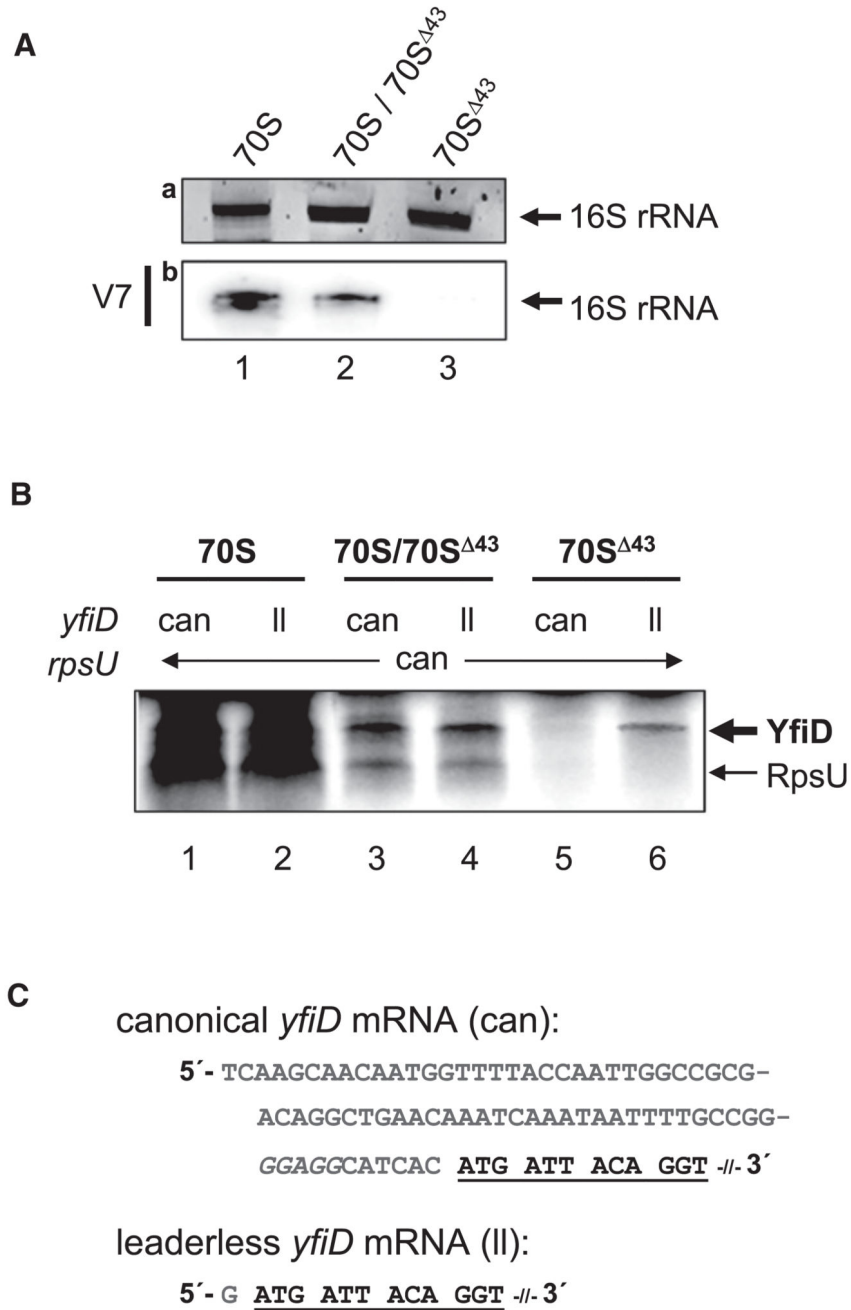 A
70S 70S / 70SΔ43 70SΔ43
a
16S rRNA
V7 b
16S rRNA
1 2 3
B
70S 70S/70SΔ43 70SΔ43
yfiD can ll can ll can ll
rpsU can
YfiD
RpsU
1 2 3 4 5 6
C
canonical yfiD mRNA (can):
5´- TCAAGCAACAATGGTTTTACCAATTGGCCGCG-
ACAGGCTGAACAAATCAAATAATTTTGCCGG-
GGAGGCATCAC ATG ATT ACA GGT -//- 3´
leaderless yfiD mRNA (ll):
5´- G ATG ATT ACA GGT -//- 3´